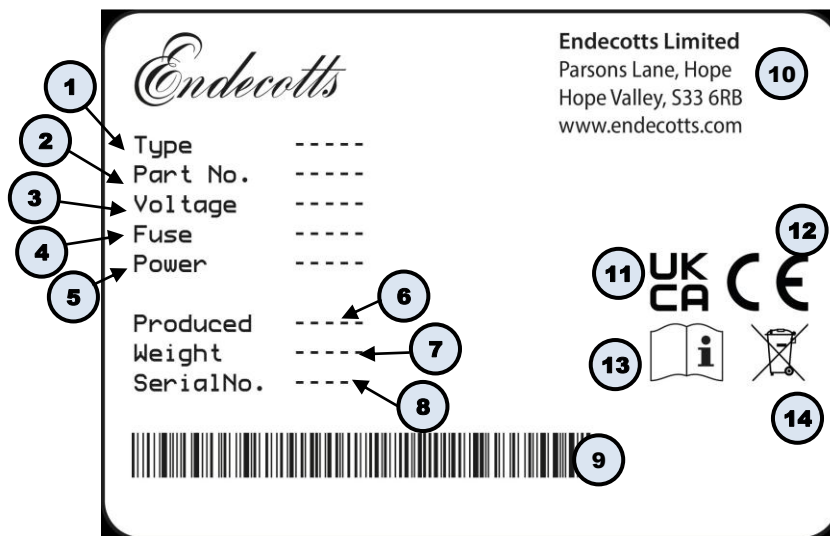 Endecotts
Endecotts Limited
Parsons Lane, Hope
Hope Valley, S33 6RB
www.endecotts.com
10
1
2
3
4
5
Type -----
Part No. -----
Voltage -----
Fuse -----
Power -----
6
7
8
Produced -----
Weight -----
SerialNo. -----
9
11
UK
CA
CE
12
13
i
14